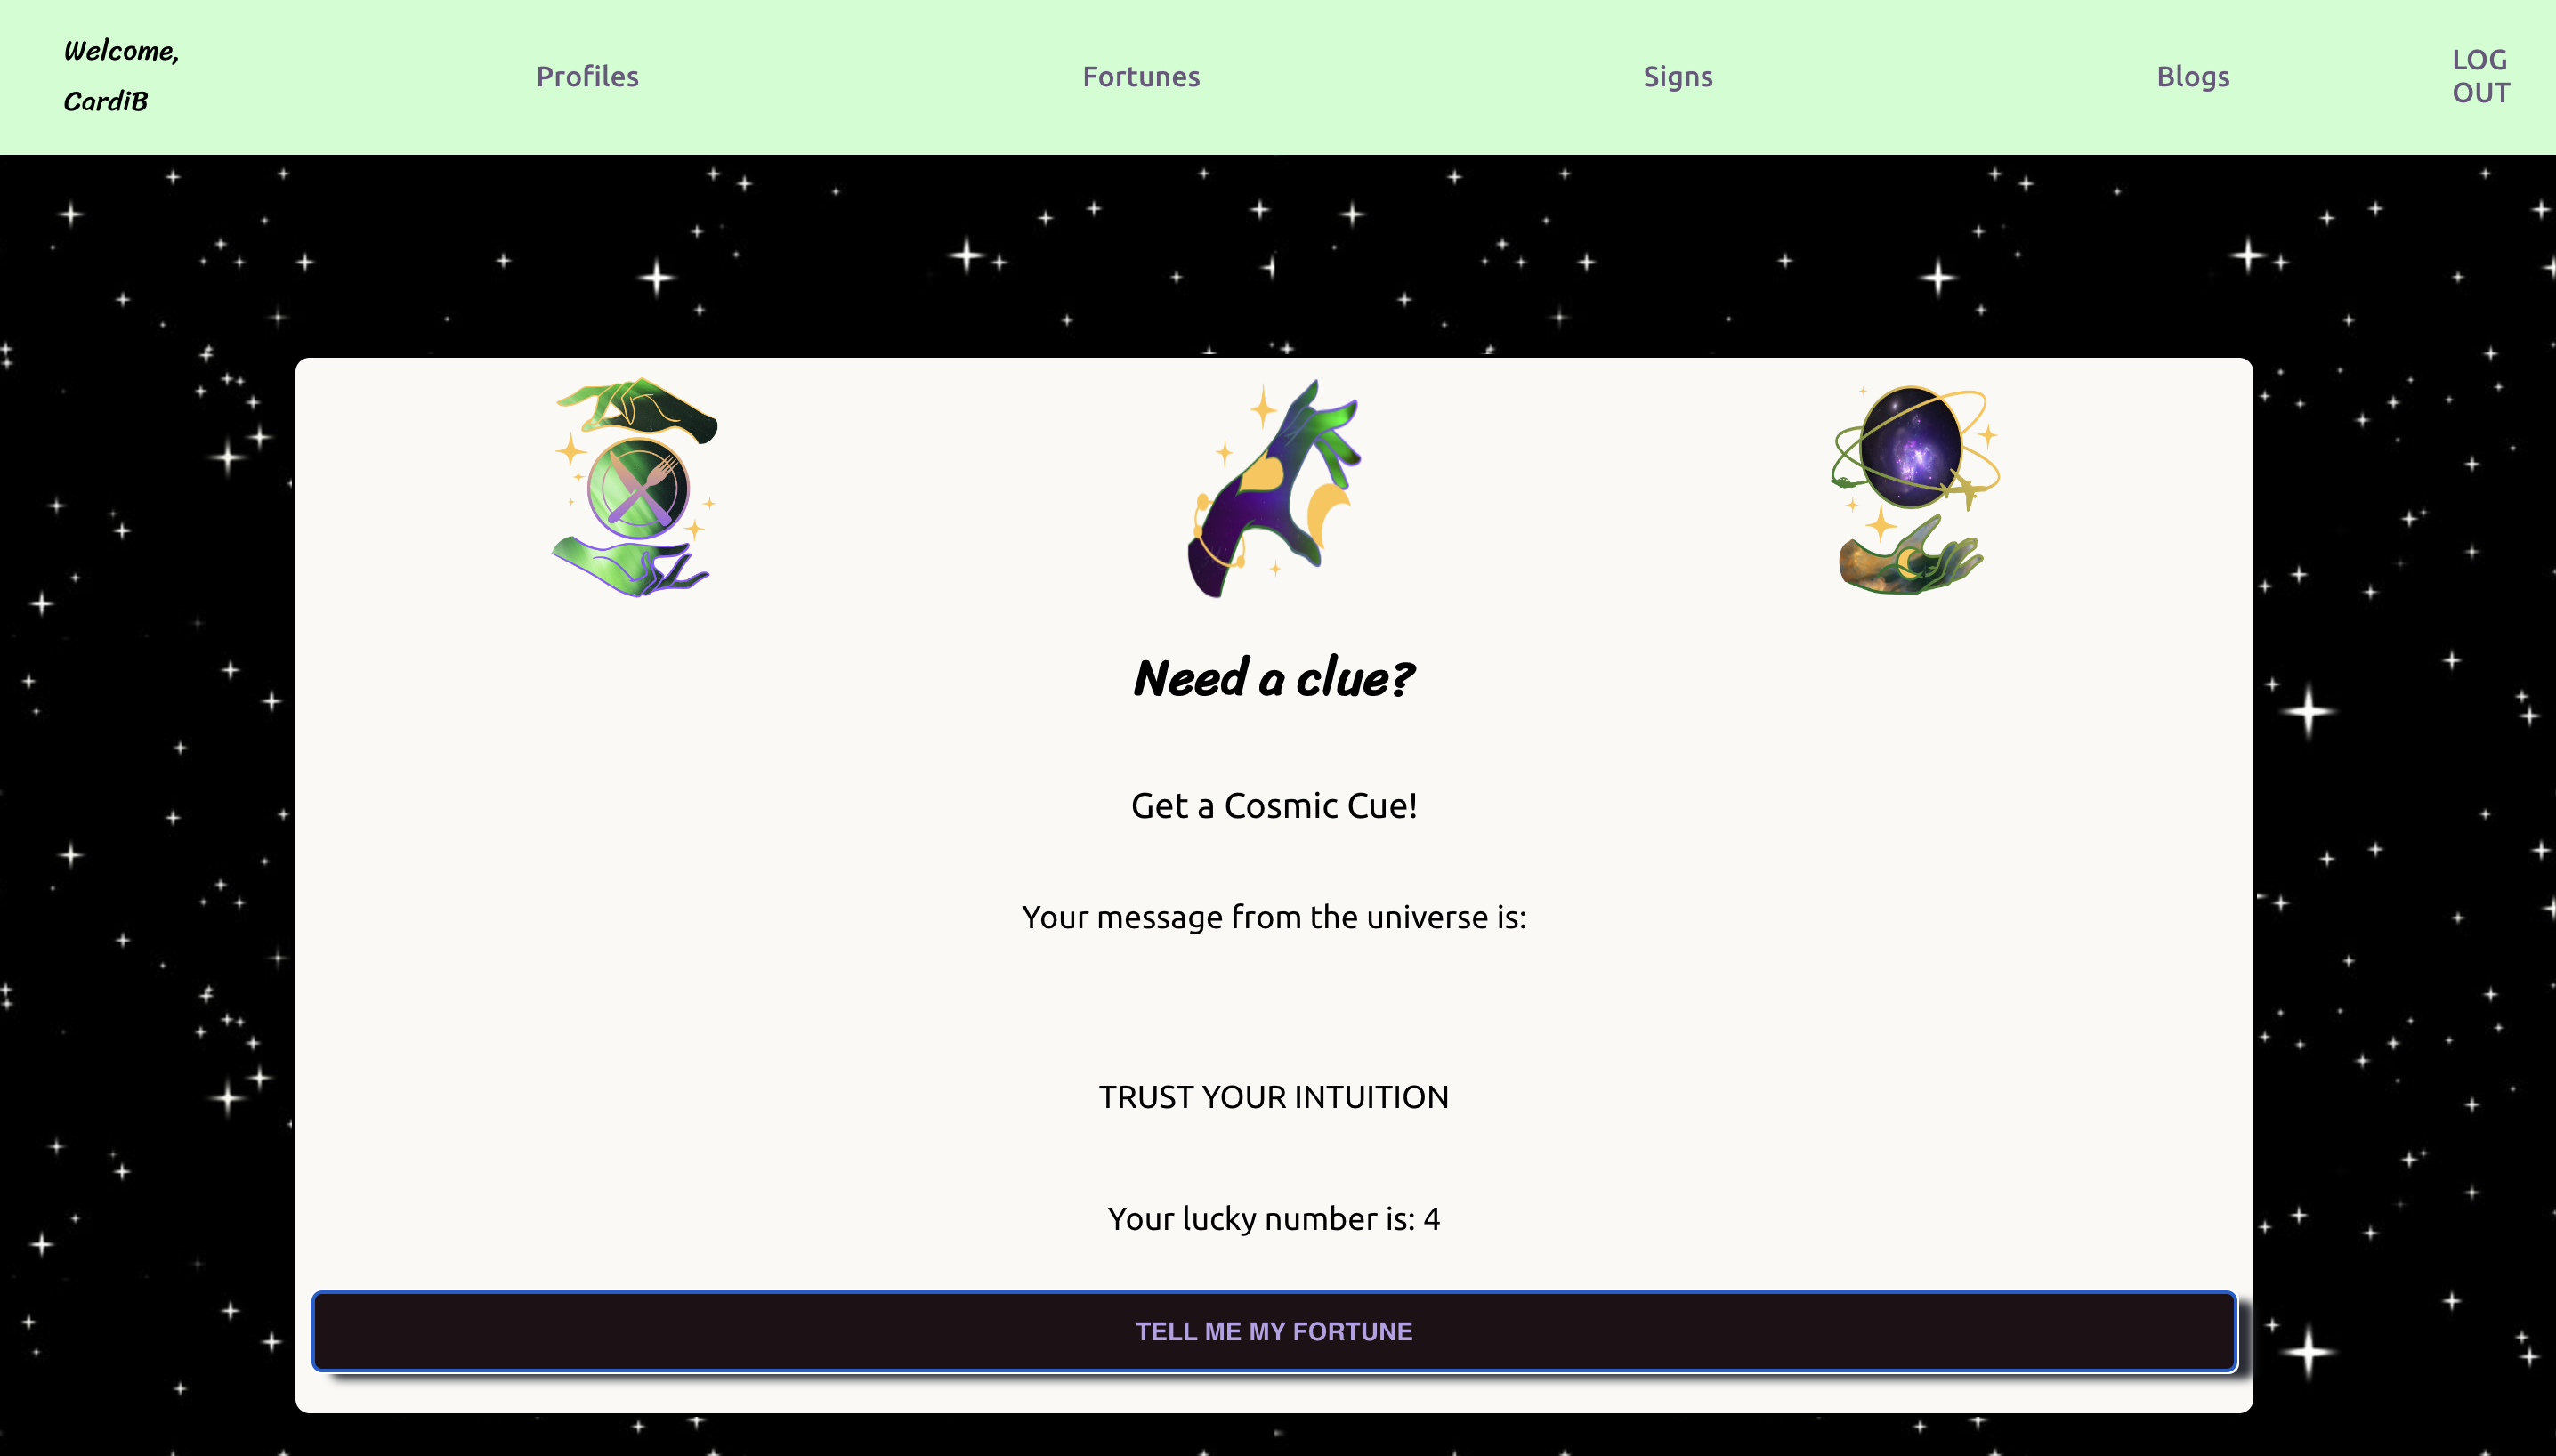 Welcome,
CardiB
Profiles
Fortunes
Signs
Blogs
LOG
OUT
Need a clue?
Get a Cosmic Cue!
Your message from the universe is:
TRUST YOUR INTUITION
Your lucky number is: 4
TELL ME MY FORTUNE